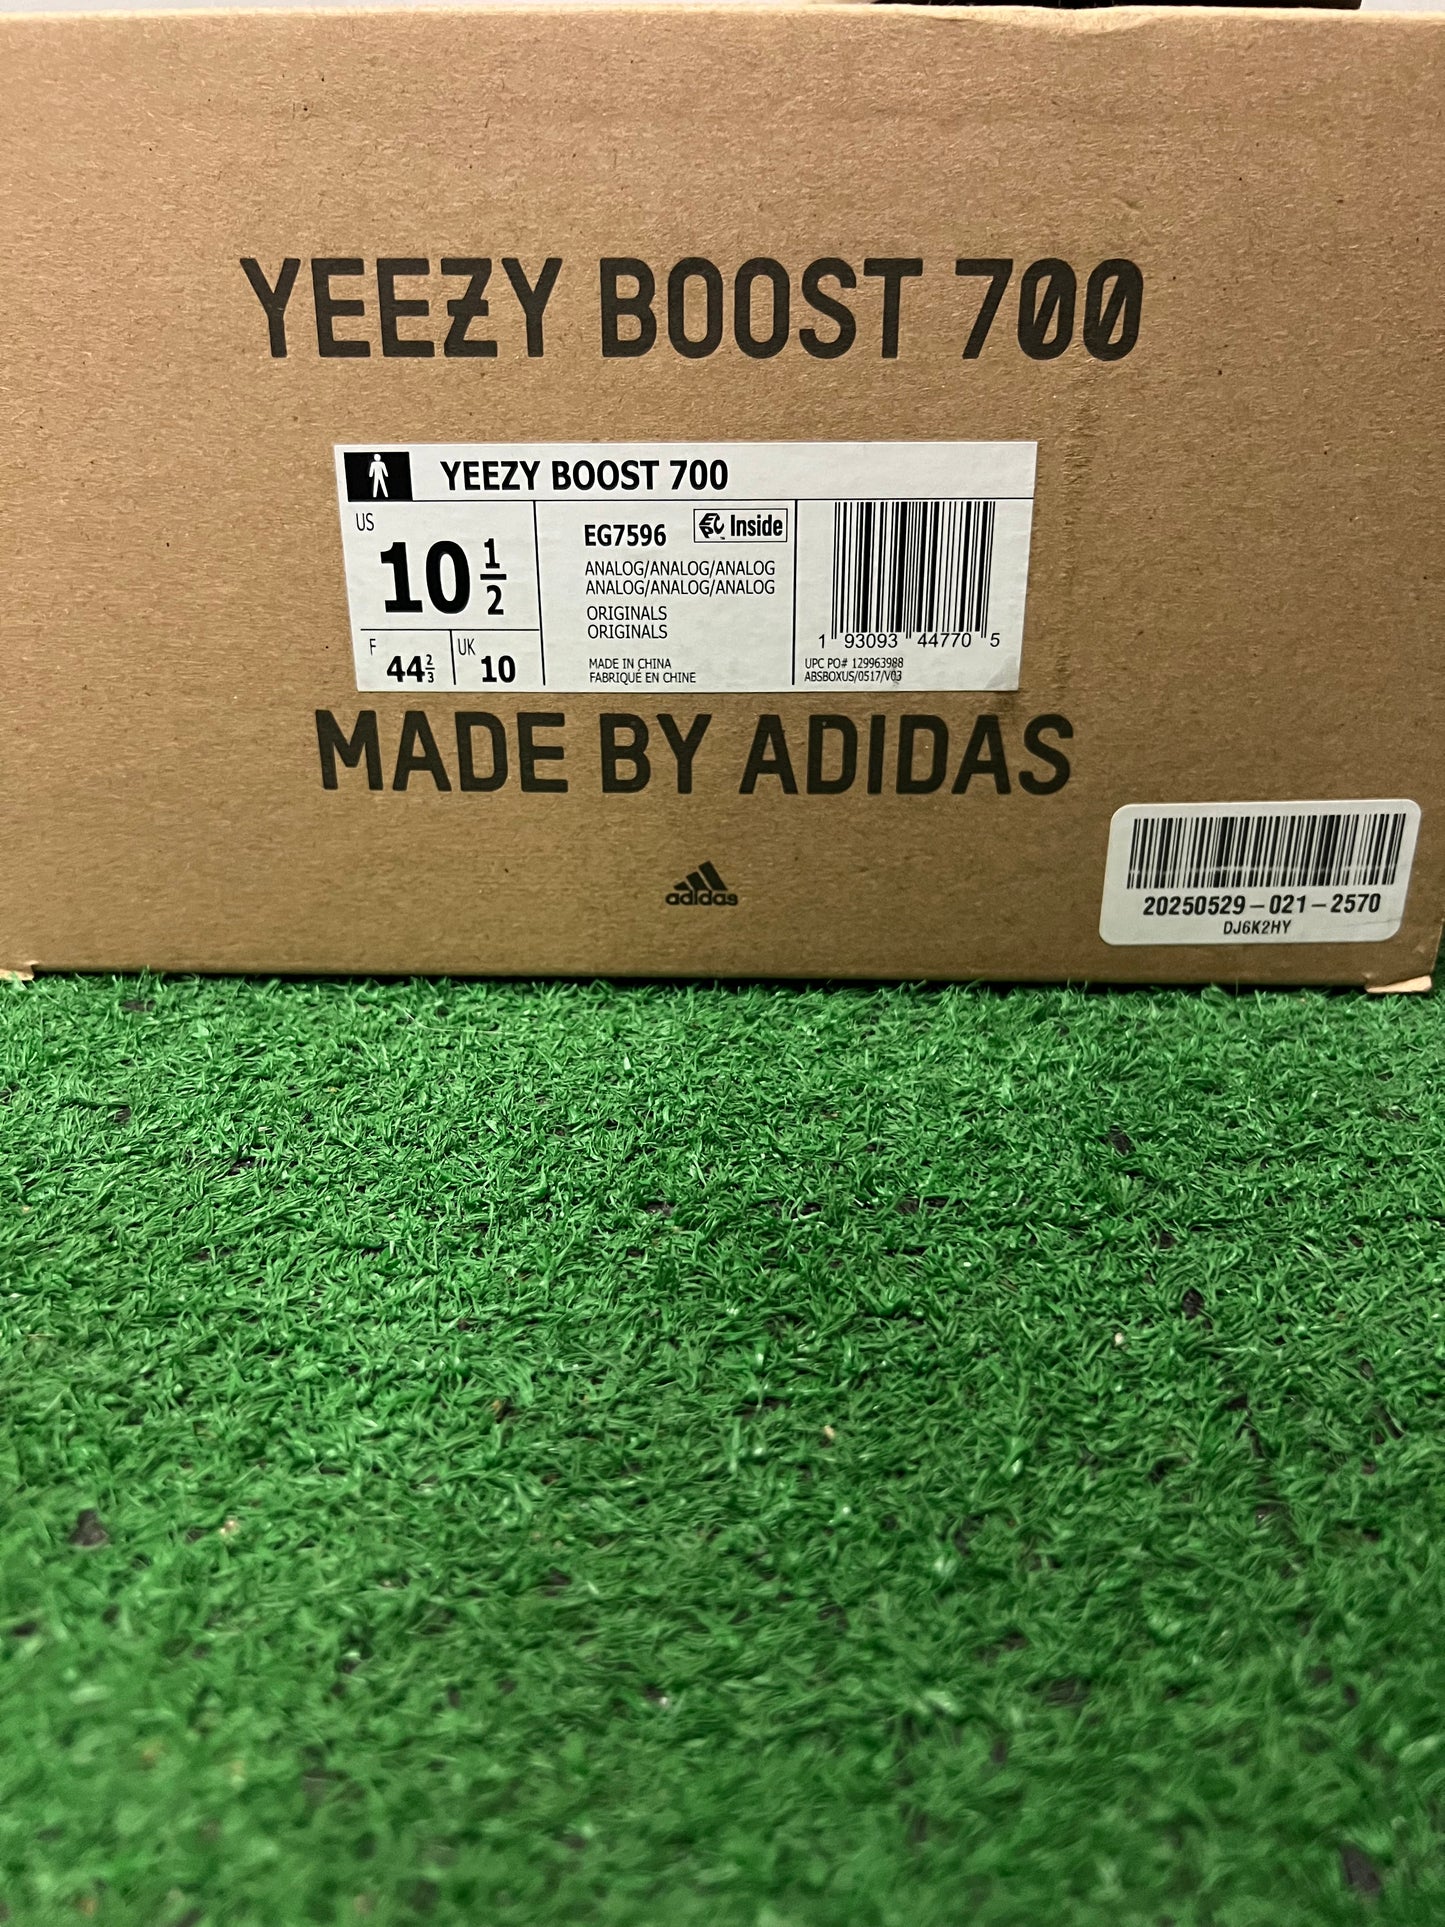 YEEZY BOOST 700
YEEZY BOOST 700
US
10 1/2
F
44 2/3
UK
10
EG7596
Inside
ANALOG/ANALOG/ANALOG
ANALOG/ANALOG/ANALOG
ORIGINALS
ORIGINALS
MADE IN CHINA
FABRIQUÉ EN CHINE
1 93093 44770 5
UPC PO# 129963988
ABSBOXUS/0517/V03
MADE BY ADIDAS
adidas
20250529-021-2570
DJ6K2HY